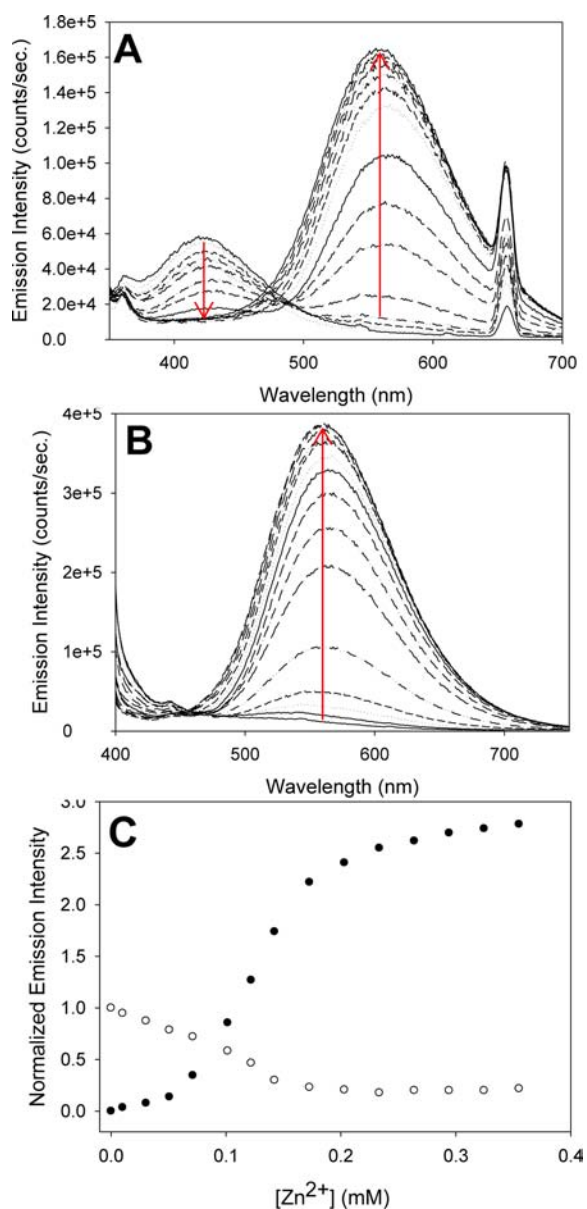 A
Emission Intensity (counts/sec.)
1.8e+5
1.6e+5
1.4e+5
1.2e+5
1.0e+5
8.0e+4
6.0e+4
4.0e+4
2.0e+4
0.0
400 500 600 700
Wavelength (nm)
B
Emission Intensity (counts/sec.)
4e+5
3e+5
2e+5
1e+5
0
400 500 600 700
Wavelength (nm)
C
Normalized Emission Intensity
3.0
2.5
2.0
1.5
1.0
0.5
0.0
0.0 0.1 0.2 0.3 0.4
[Zn²⁺] (mM)